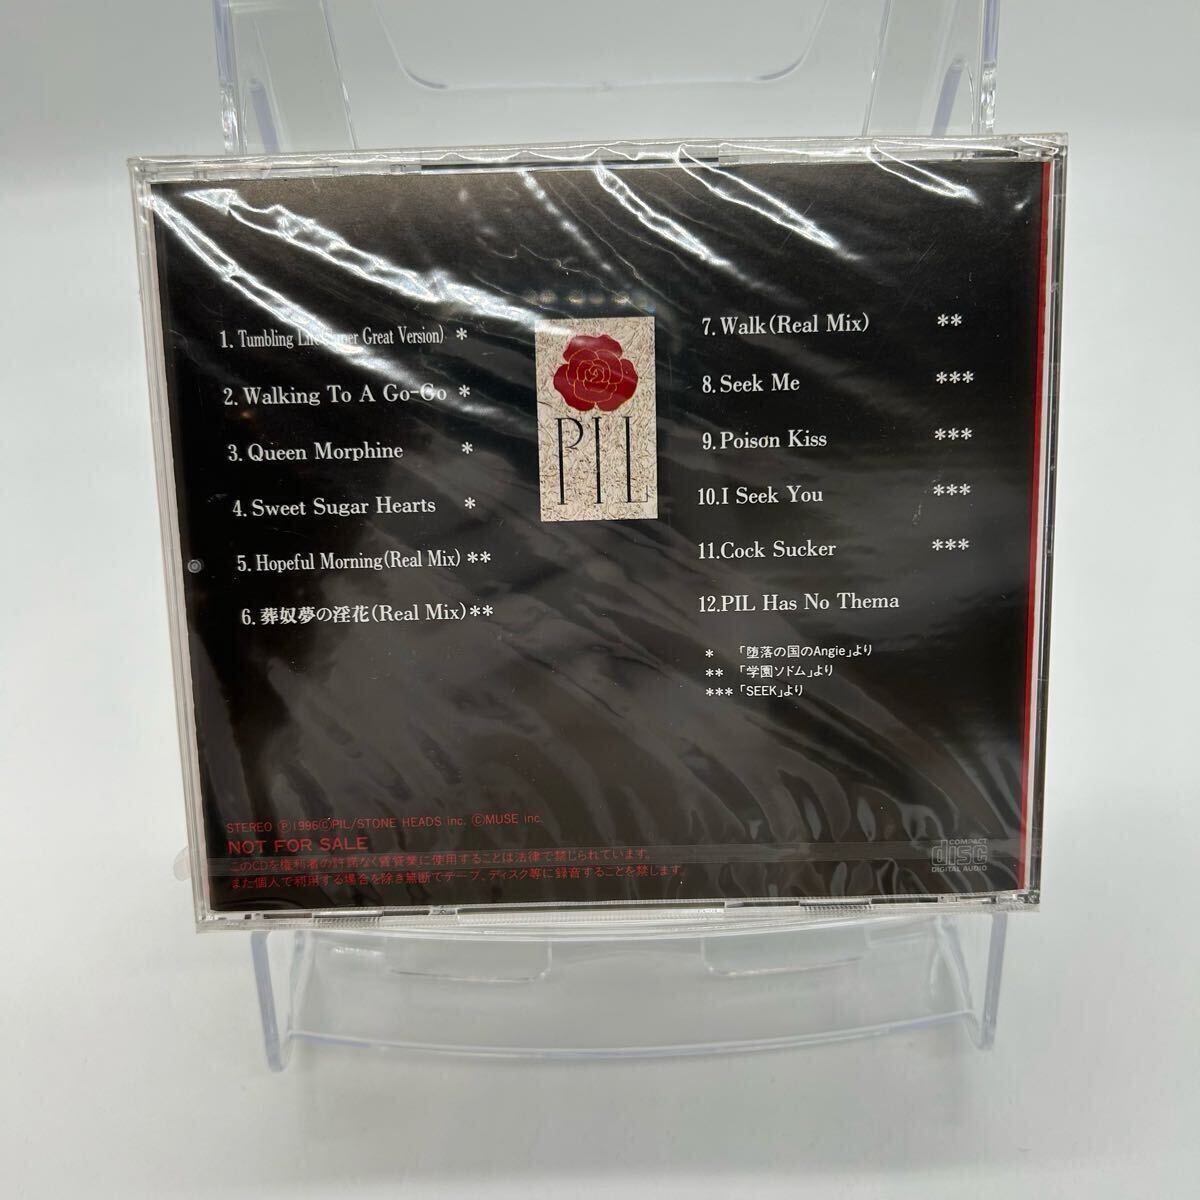 1. Tumbling Great Version) *
2. Walking To A Go-Go *
3. Queen Morphine *
4. Sweet Sugar Hearts *
5. Hopeful Morning(Real Mix) **
6. 葬奴夢の淫花(Real Mix)**
PIL
7. Walk(Real Mix) **
8. Seek Me ***
9. Poison Kiss ***
10. I Seek You ***
11. Cock Sucker ***
12. PIL Has No Thema
* 「堕落の国のAngie」より
** 「学園ソドム」より
*** 「SEEK」より
STEREO Ⓟ1996ⒸPIL/STONE HEADS inc. ⒸMUSE inc.
NOT FOR SALE
このCDを権利者の許諾なく賃貸業に使用することは法律で禁じられています。
また個人で利用する場合を除き無断でテープ、ディスク等に録音することを禁じます。
COMPACT
disc
DIGITAL AUDIO